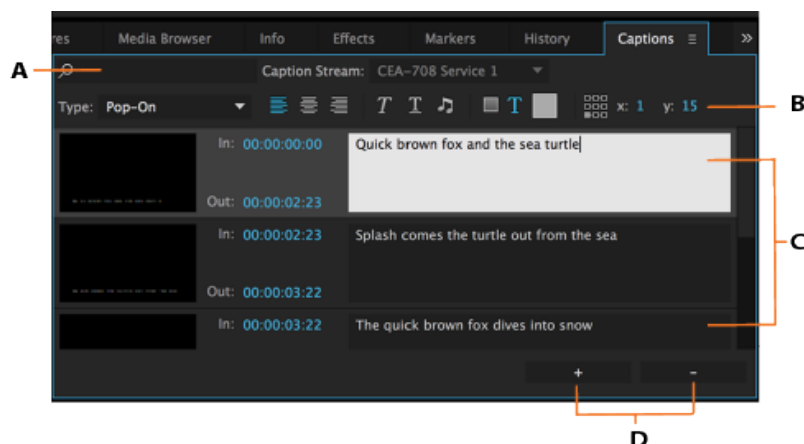 res Media Browser Info Effects Markers History Captions »
A Caption Stream: CEA-708 Service 1
Type: Pop-On T T T x: 1 y: 15 B
In: 00:00:00:00 Quick brown fox and the sea turtle
Out: 00:00:02:23
C
In: 00:00:02:23 Splash comes the turtle out from the sea
Out: 00:00:03:22
In: 00:00:03:22 The quick brown fox dives into snow
+ -
D